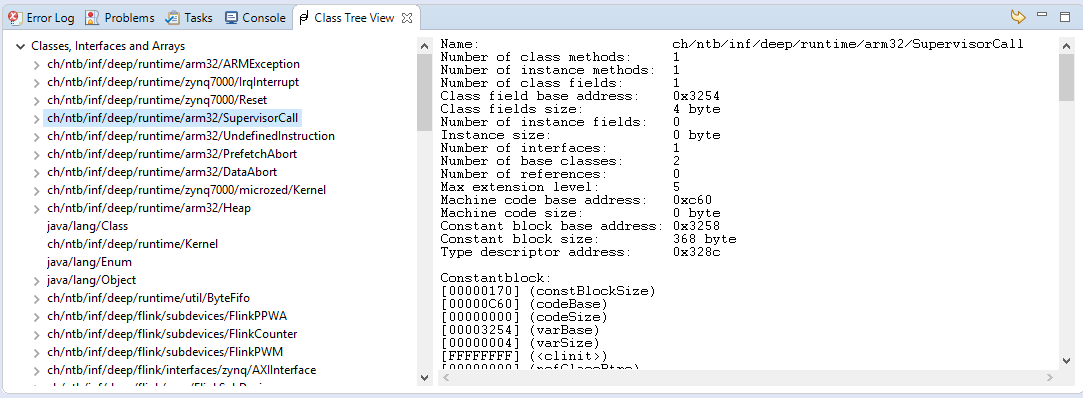 Error Log Problems Tasks Console Class Tree View
Classes, Interfaces and Arrays
ch/ntb/inf/deep/runtime/arm32/ARMException
ch/ntb/inf/deep/runtime/zynq7000/IrqInterrupt
ch/ntb/inf/deep/runtime/zynq7000/Reset
ch/ntb/inf/deep/runtime/arm32/SupervisorCall
ch/ntb/inf/deep/runtime/arm32/UndefinedInstruction
ch/ntb/inf/deep/runtime/arm32/PrefetchAbort
ch/ntb/inf/deep/runtime/arm32/DataAbort
ch/ntb/inf/deep/runtime/zynq7000/microzed/Kernel
ch/ntb/inf/deep/runtime/arm32/Heap
java/lang/Class
ch/ntb/inf/deep/runtime/Kernel
java/lang/Enum
java/lang/Object
ch/ntb/inf/deep/runtime/util/ByteFifo
ch/ntb/inf/deep/flink/subdevices/FlinkPPWA
ch/ntb/inf/deep/flink/subdevices/FlinkCounter
ch/ntb/inf/deep/flink/subdevices/FlinkPWM
ch/ntb/inf/deep/flink/interfaces/zynq/AXIInterface
Name: ch/ntb/inf/deep/runtime/arm32/SupervisorCall
Number of class methods: 1
Number of instance methods: 1
Number of class fields: 1
Class field base address: 0x3254
Class fields size: 4 byte
Number of instance fields: 0
Instance size: 0 byte
Number of interfaces: 1
Number of base classes: 2
Number of references: 0
Max extension level: 5
Machine code base address: 0xc60
Machine code size: 0 byte
Constant block base address: 0x3258
Constant block size: 368 byte
Type descriptor address: 0x328c
Constantblock:
[00000170] (constBlockSize)
[00000C60] (codeBase)
[00000000] (codeSize)
[00003254] (varBase)
[00000004] (varSize)
[FFFFFFFF] (<clinit>)